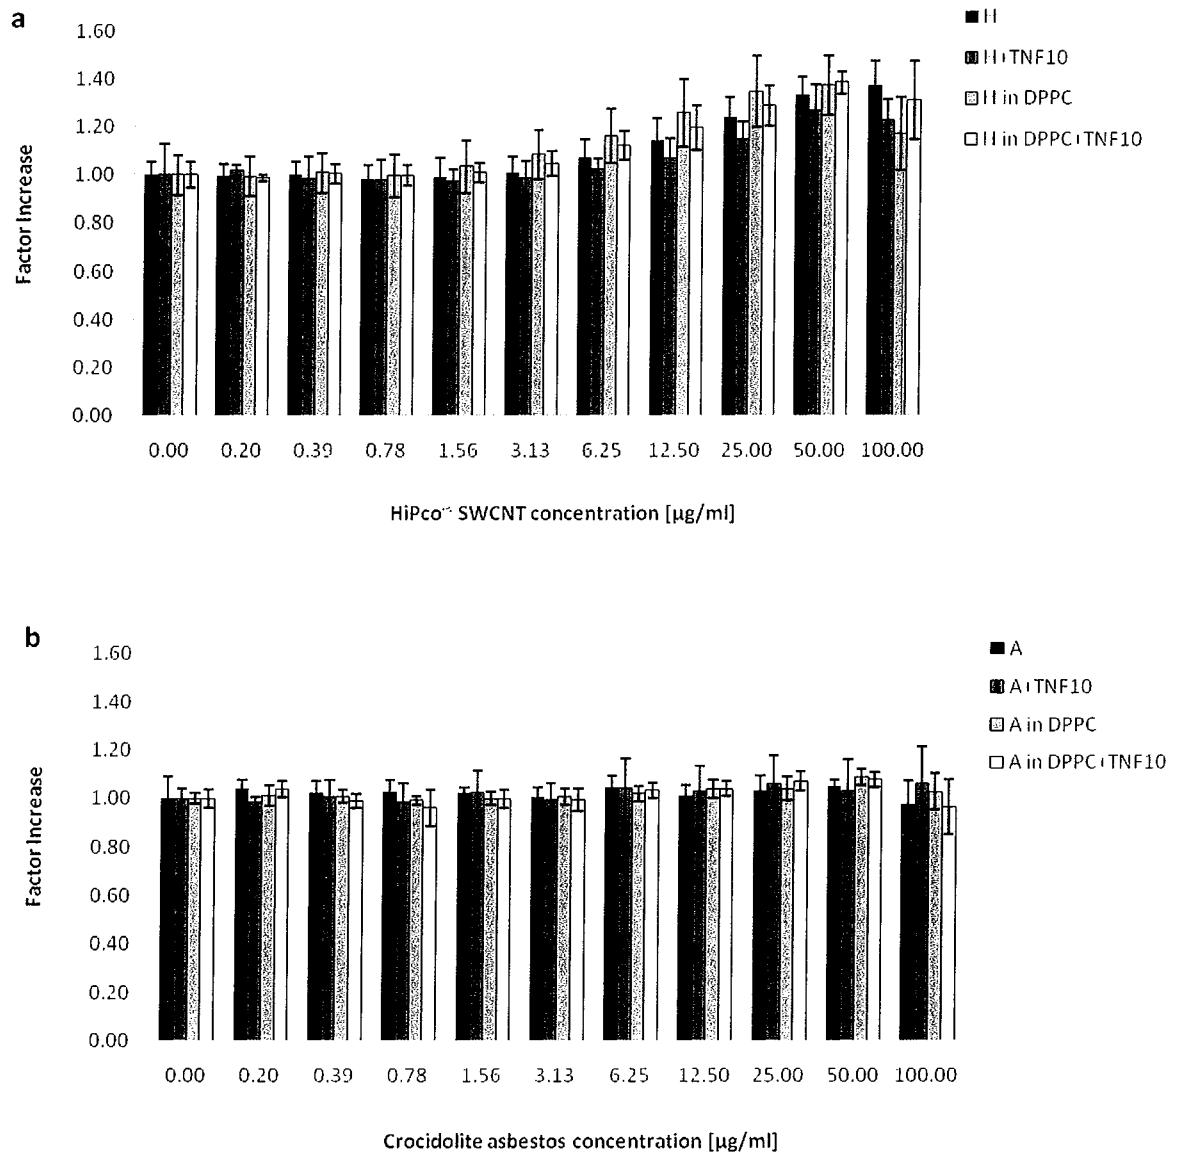 a
H
H+TNF10
H in DPPC
H in DPPC+TNF10
1.60
1.40
1.20
1.00
0.80
0.60
0.40
0.20
0.00
Factor Increase
0.00 0.20 0.39 0.78 1.56 3.13 6.25 12.50 25.00 50.00 100.00
HiPco SWCNT concentration [µg/ml]
b
A
A+TNF10
A in DPPC
A in DPPC+TNF10
1.60
1.40
1.20
1.00
0.80
0.60
0.40
0.20
0.00
Factor Increase
0.00 0.20 0.39 0.78 1.56 3.13 6.25 12.50 25.00 50.00 100.00
Crocidolite asbestos concentration [µg/ml]